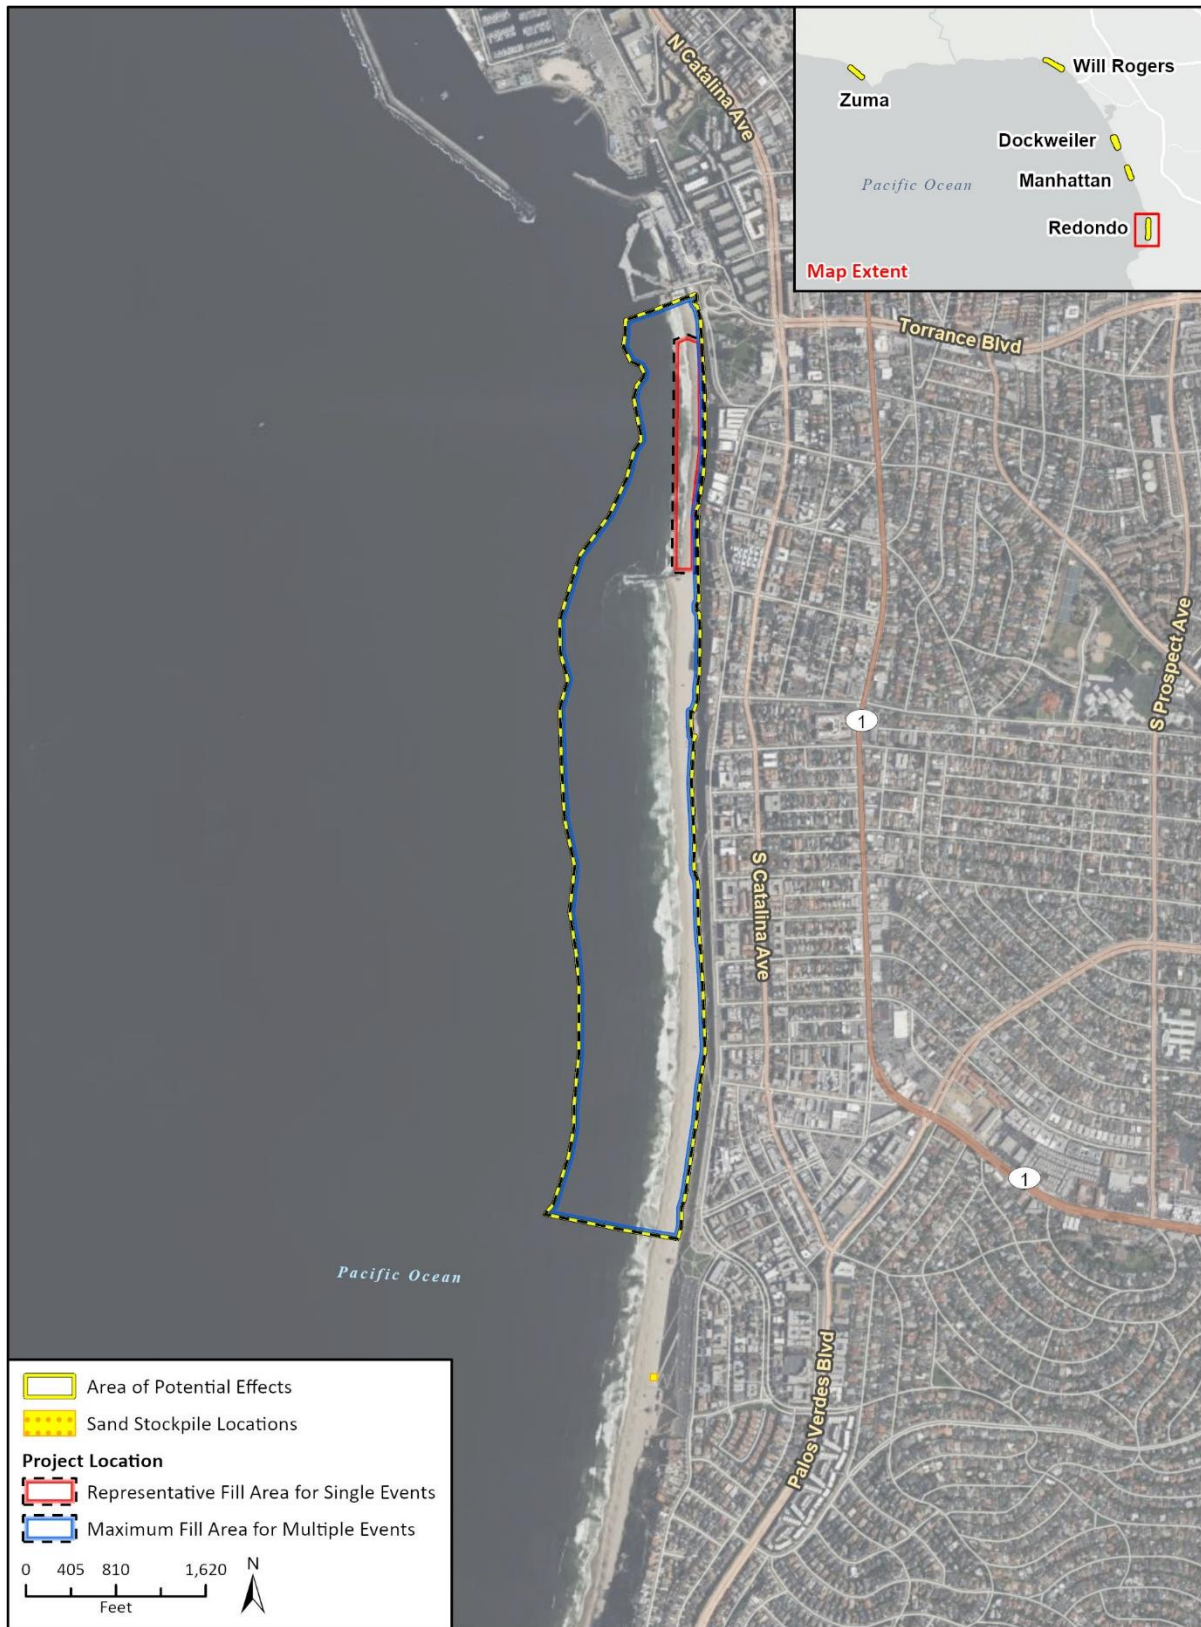 N Catalina Ave
Zuma
Will Rogers
Dockweiler
Manhattan
Pacific Ocean
Redondo
Map Extent
Torrance Blvd
S Prospect Ave
1
S Catalina Ave
1
Pacific Ocean
Palos Verdes Blvd
Area of Potential Effects
Sand Stockpile Locations
Project Location
Representative Fill Area for Single Events
Maximum Fill Area for Multiple Events
0 405 810 1,620
Feet
N